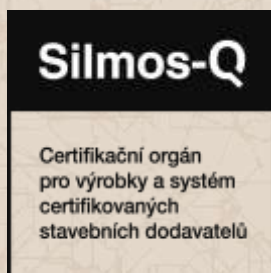 Silmos-Q
Certifikační orgán
pro výrobky a systém
certifikovaných
stavebních dodavatelů